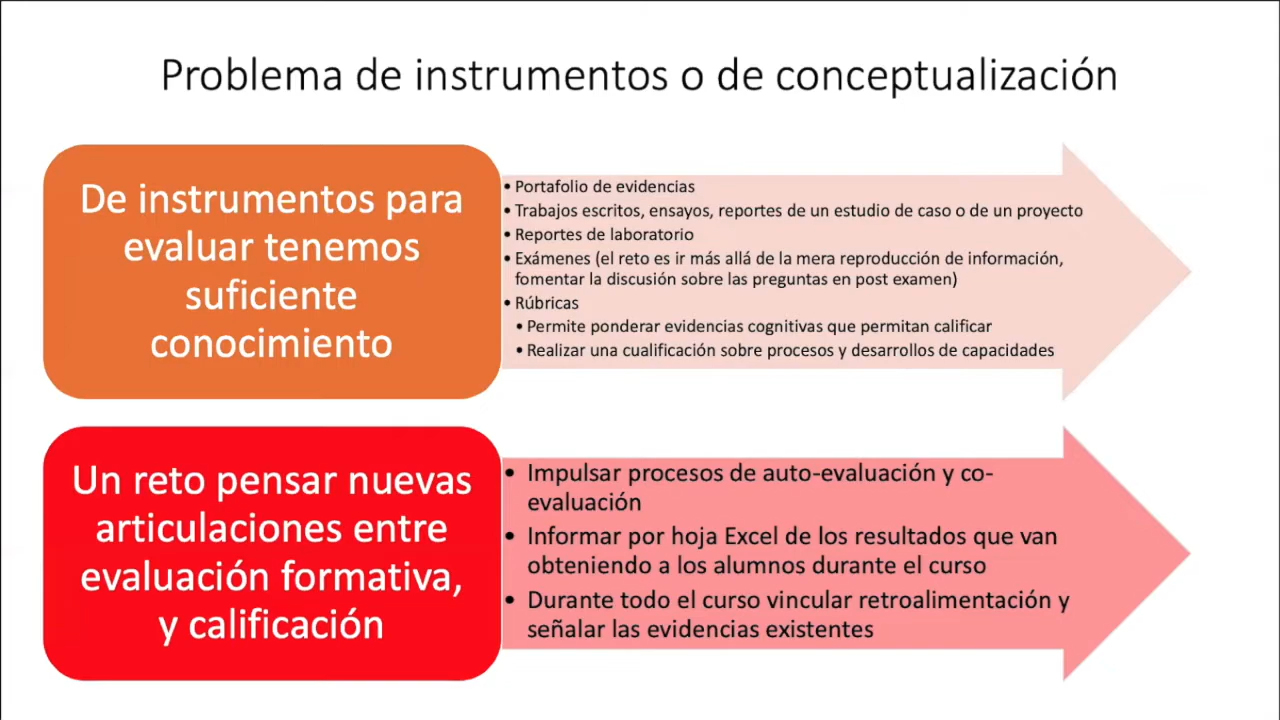 Problema de instrumentos o de conceptualización
De instrumentos para
evaluar tenemos
suficiente
conocimiento
• Portafolio de evidencias
• Trabajos escritos, ensayos, reportes de un estudio de caso o de un proyecto
• Reportes de laboratorio
• Exámenes (el reto es ir más allá de la mera reproducción de información,
fomentar la discusión sobre las preguntas en post examen)
• Rúbricas
• Permite ponderar evidencias cognitivas que permitan calificar
• Realizar una cualificación sobre procesos y desarrollos de capacidades
Un reto pensar nuevas
articulaciones entre
evaluación formativa,
y calificación
• Impulsar procesos de auto-evaluación y co-
evaluación
• Informar por hoja Excel de los resultados que van
obteniendo a los alumnos durante el curso
• Durante todo el curso vincular retroalimentación y
señalar las evidencias existentes